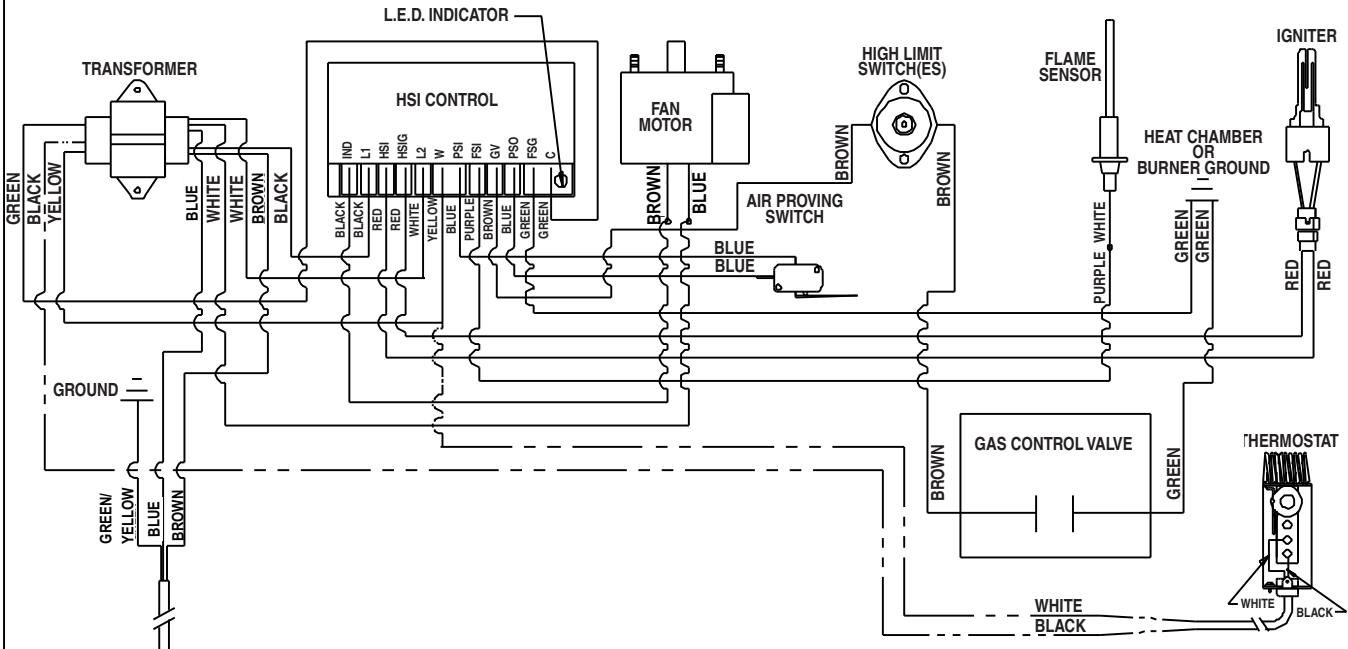 L.E.D. INDICATOR
TRANSFORMER
HSI CONTROL
IND
L1
HSI
HSIG
L2
W
PSI
FSI
GV
PSO
FSG
C
FAN
MOTOR
HIGH LIMIT
SWITCH(ES)
FLAME
SENSOR
IGNITER
HEAT CHAMBER
OR
BURNER GROUND
GREEN
BLACK
YELLOW
BLUE
WHITE
WHITE
BROWN
BLACK
BLACK
BLACK
RED
RED
WHITE
YELLOW
BLUE
PURPLE
BROWN
BLUE
GREEN
GREEN
BROWN
BLUE
BROWN
BROWN
AIR PROVING
SWITCH
BLUE
BLUE
PURPLE
WHITE
GREEN
GREEN
RED
RED
GROUND
GREEN/
YELLOW
BLUE
BROWN
BROWN
GAS CONTROL VALVE
GREEN
THERMOSTAT
WHITE
BLACK
WHITE
BLACK